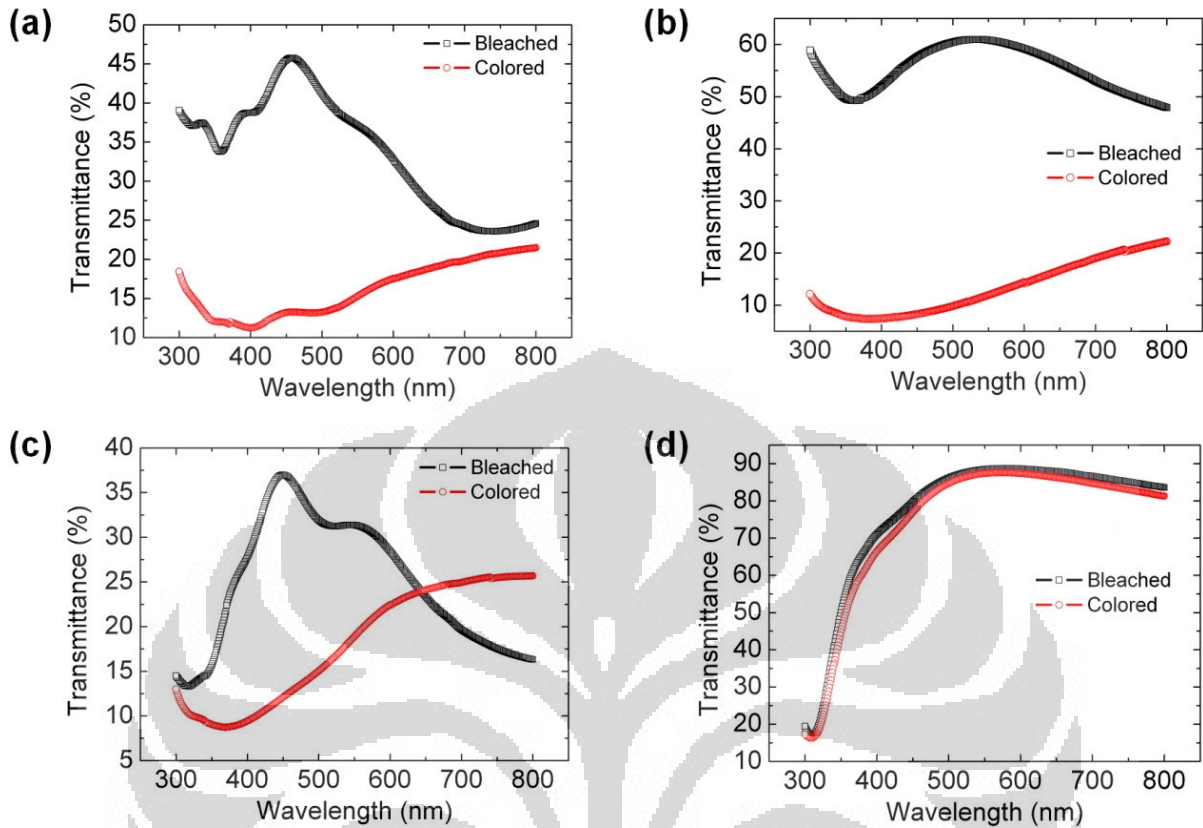 (a)
50
45
40
35
30
25
20
15
10
Transmittance (%)
Bleached
Colored
300 400 500 600 700 800
Wavelength (nm)
(b)
60
50
40
30
20
10
Transmittance (%)
Bleached
Colored
300 400 500 600 700 800
Wavelength (nm)
(c)
40
35
30
25
20
15
10
5
Transmittance (%)
Bleached
Colored
300 400 500 600 700 800
Wavelength (nm)
(d)
90
80
70
60
50
40
30
20
10
Transmittance (%)
Bleached
Colored
300 400 500 600 700 800
Wavelength (nm)